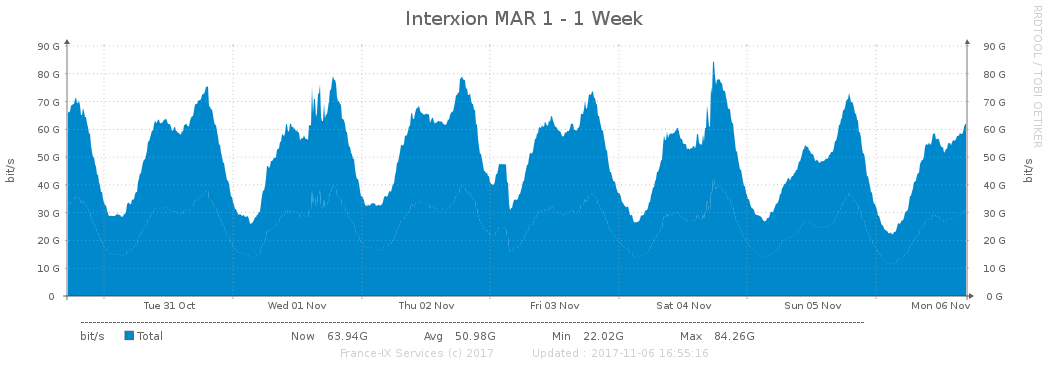 Interxion MAR 1 - 1 Week
RRDTOOL / TOBI OETIKER
90 G 90 G
80 G 80 G
70 G 70 G
60 G 60 G
50 G 50 G
40 G 40 G
30 G 30 G
20 G 20 G
10 G 10 G
0 0 G
bit/s bit/s
Tue 31 Oct Wed 01 Nov Thu 02 Nov Fri 03 Nov Sat 04 Nov Sun 05 Nov Mon 06 Nov
bit/s Total Now 63.94G Avg 50.98G Min 22.02G Max 84.26G
France-IX Services (c) 2017 Updated : 2017-11-06 16:55:16